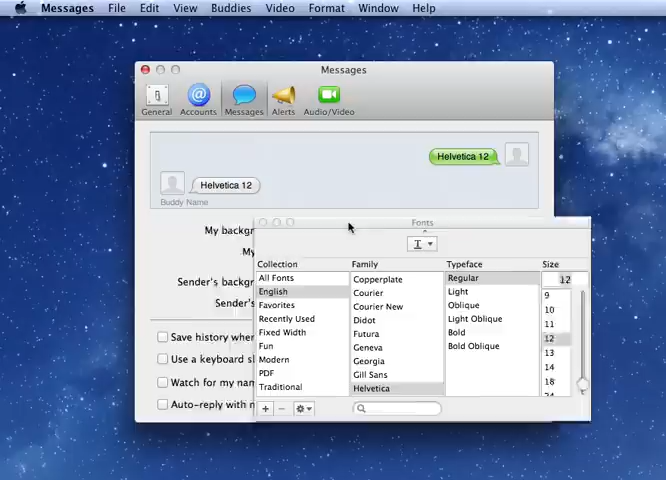 Messages File Edit View Buddies Video Format Window Help
Messages
General Accounts Messages Alerts Audio/Video
Helvetica 12
Helvetica 12
Buddy Name
My backgr
My
Sender's backgr
Sender's
Save history when
Use a keyboard s
Watch for my nam
Auto-reply with m
Fonts
T
Collection Family Typeface Size
All Fonts Copperplate Regular 12
English Courier Light 9
Favorites Courier New Oblique 10
Recently Used Didot Light Oblique 11
Fixed Width Futura Bold 12
Fun Geneva Bold Oblique 13
Modern Georgia 14
PDF Gill Sans 18
Traditional Helvetica 24